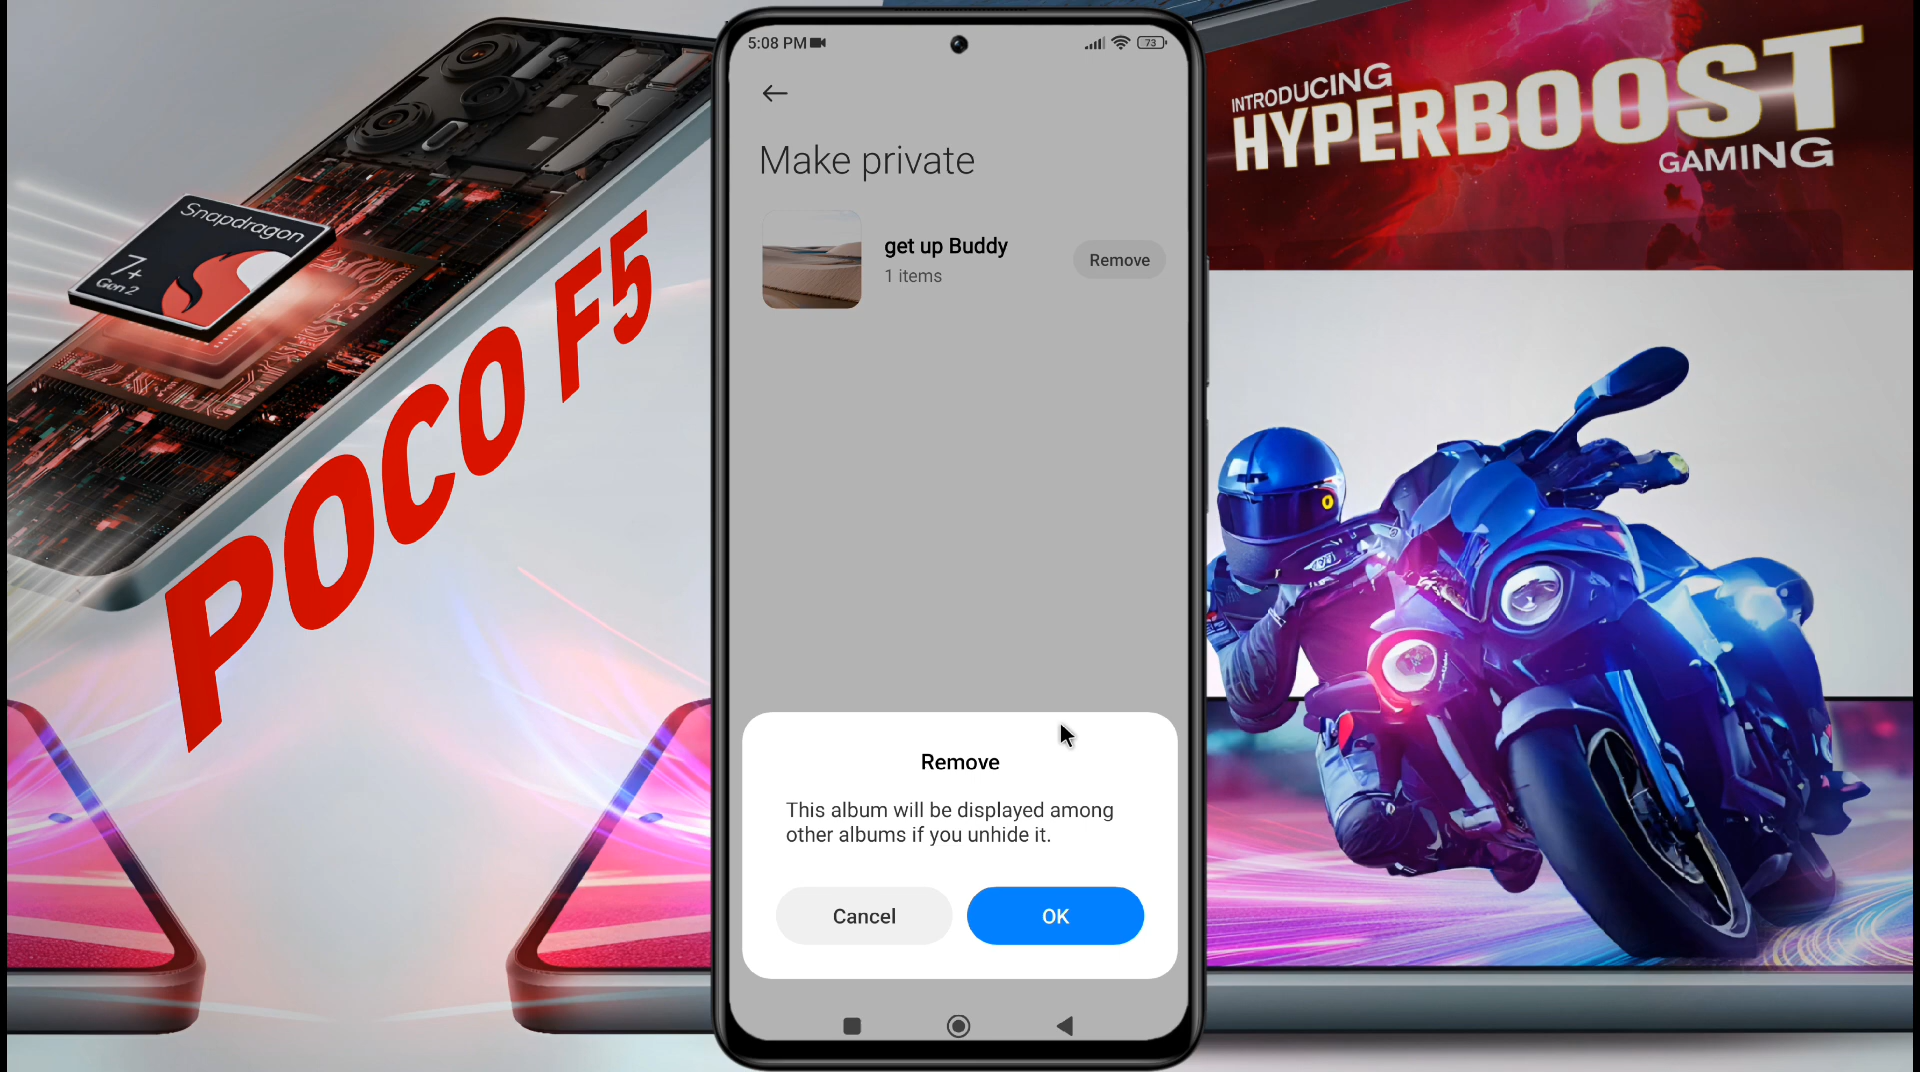 Snapdragon
7+
Gen 2
POCO F5
5:08 PM
73
Make private
get up Buddy
1 items
Remove
Remove
This album will be displayed among
other albums if you unhide it.
Cancel
OK
INTRODUCING
HYPERBOOST
GAMING